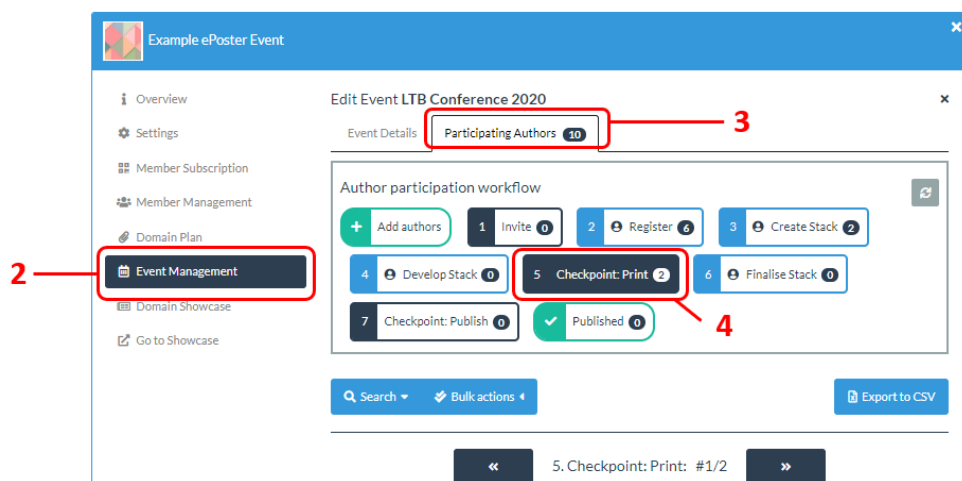 Example ePoster Event
×
Overview
Settings
Member Subscription
Member Management
Domain Plan
2
Event Management
Domain Showcase
Go to Showcase
Edit Event LTB Conference 2020
×
Event Details
Participating Authors 10
3
Author participation workflow
+ Add authors
1 Invite 0
2 Register 6
3 Create Stack 2
4 Develop Stack 0
5 Checkpoint: Print 2
6 Finalise Stack 0
7 Checkpoint: Publish 0
Published 0
4
Search
Bulk actions
Export to CSV
« 5. Checkpoint: Print: #1/2 »